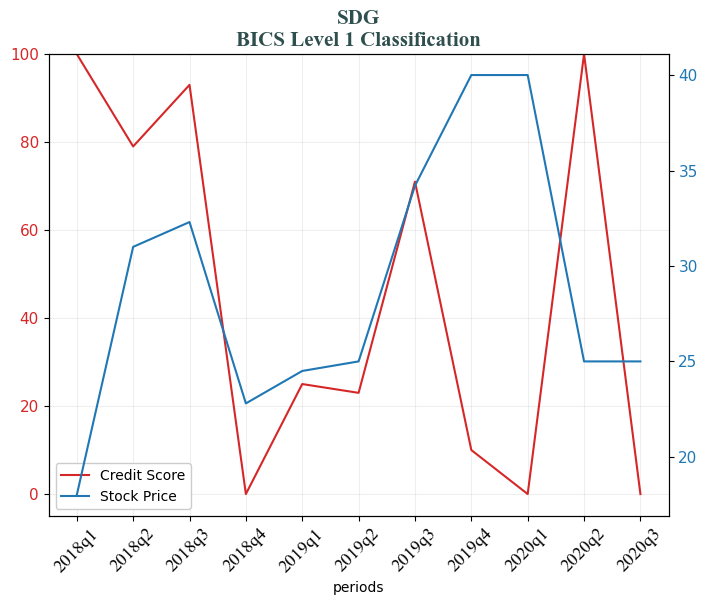 SDG
BICS Level 1 Classification
100
80
60
40
20
0
40
35
30
25
20
Credit Score
Stock Price
2018q1
2018q2
2018q3
2018q4
2019q1
2019q2
2019q3
2019q4
2020q1
2020q2
2020q3
periods